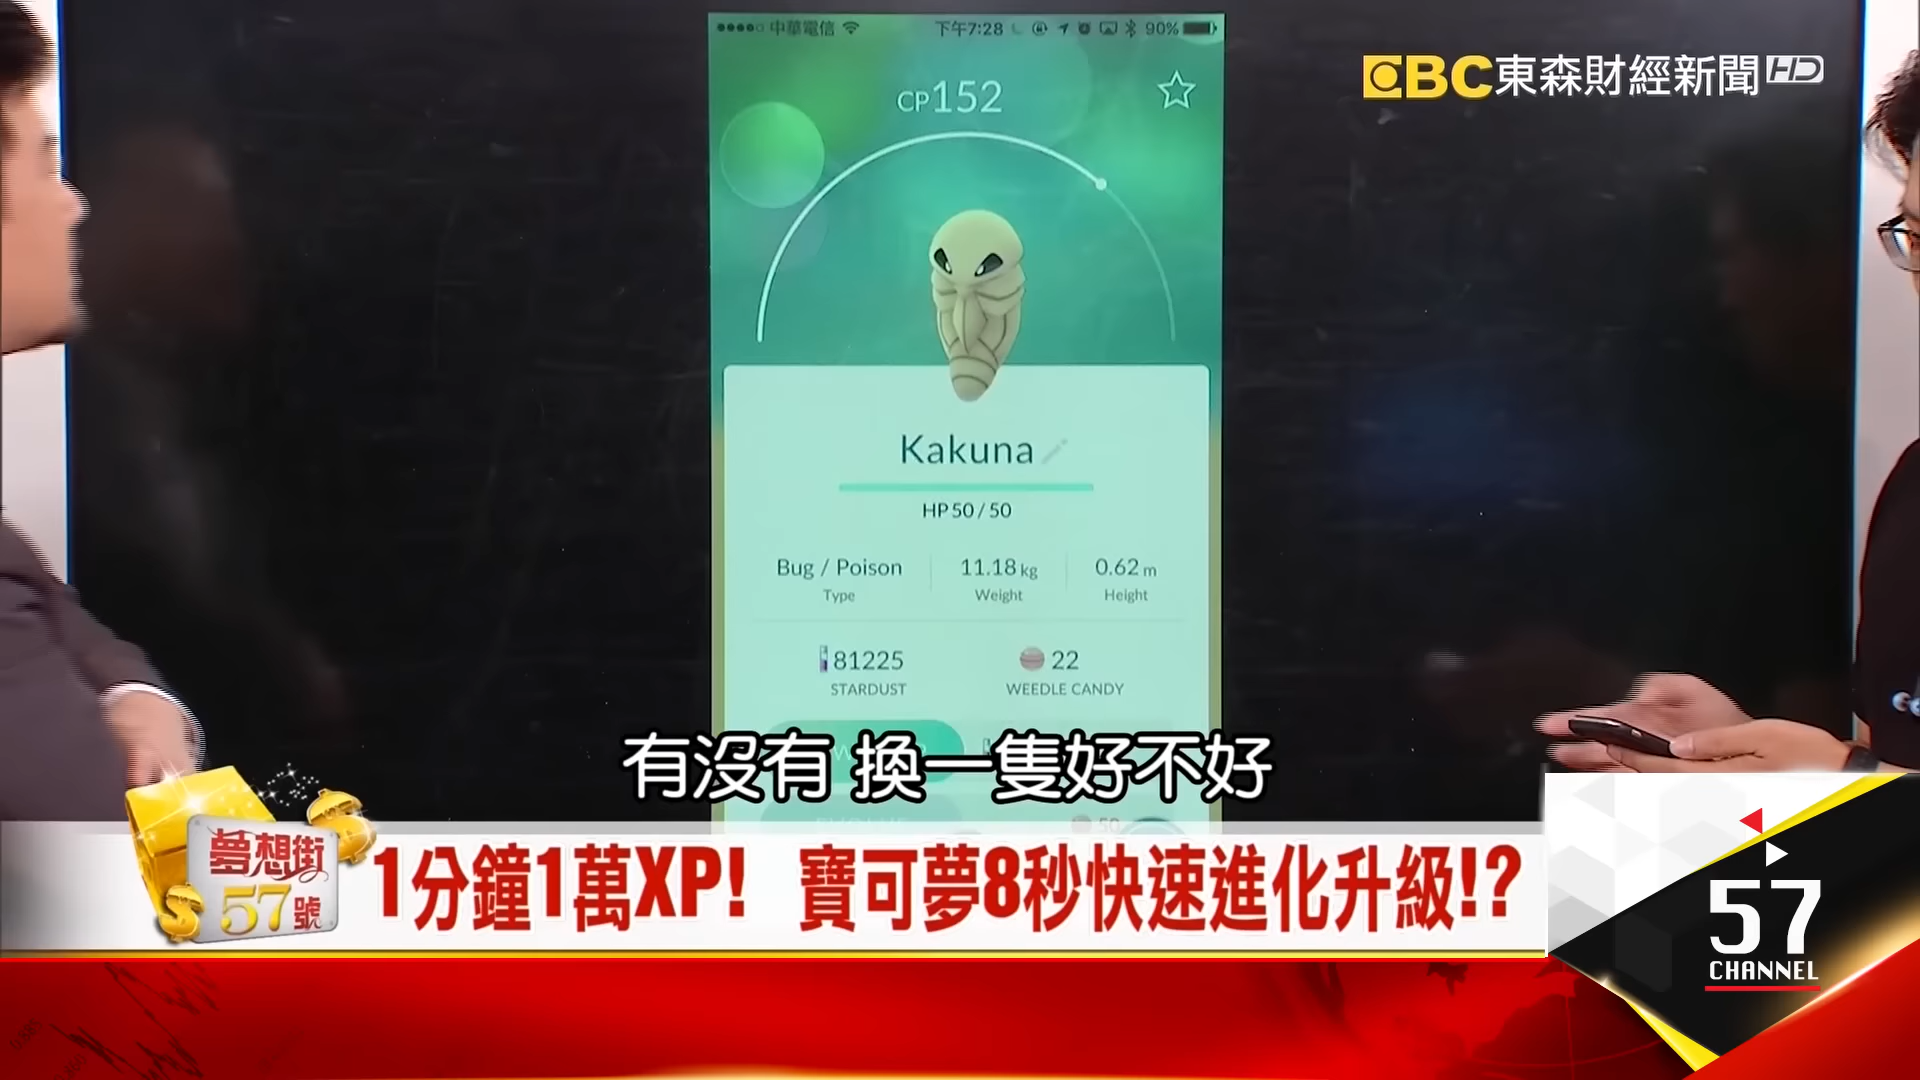 中華電信
下午7:28
90%
EBC東森財經新聞HD
CP152
Kakuna
HP 50 / 50
Bug / Poison
11.18 kg
0.62 m
Type
Weight
Height
81225
22
STARDUST
WEEDLE CANDY
有沒有 換一隻好不好
50
夢想街
57號
1分鐘1萬XP! 寶可夢8秒快速進化升級!?
57
CHANNEL